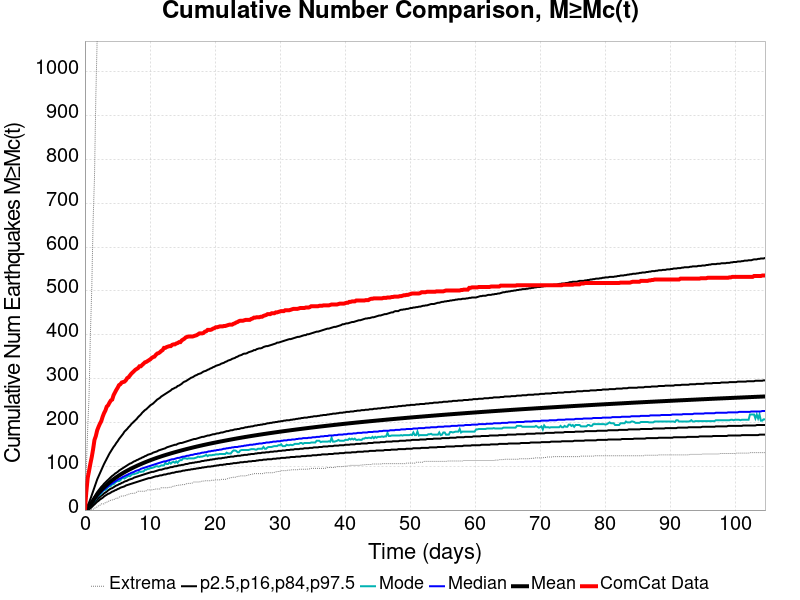 Cumulative Number Comparison, M≥Mc(t)
Cumulative Num Earthquakes M≥Mc(t)
1000
900
800
700
600
500
400
300
200
100
0
0 10 20 30 40 50 60 70 80 90 100
Time (days)
Extrema p2.5,p16,p84,p97.5 Mode Median Mean ComCat Data